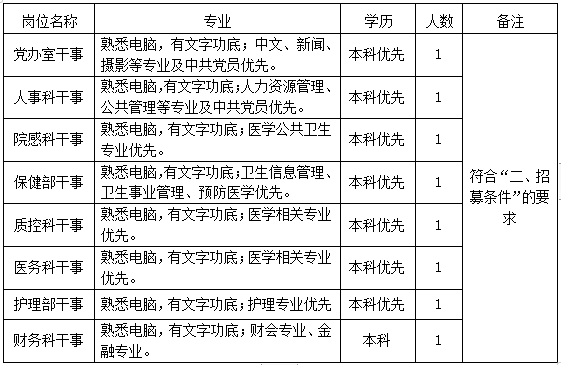 岗位名称 专业 学历 人数 备注
党办室干事 熟悉电脑，有文字功底；中文、新闻、 本科优先 1
摄影等专业及中共党员优先。
人事科干事 熟悉电脑,有文字功底;人力资源管理、 本科优先 1
公共管理等专业及中共党员优先。
院感科干事 熟悉电脑，有文字功底；医学公共卫生 本科优先 1
专业优先。
保健部干事 熟悉电脑,有文字功底;卫生信息管理、 本科优先 1
卫生事业管理、预防医学优先。
符合“二、招
募条件”的要
求
质控科干事 熟悉电脑，有文字功底；医学相关专业 本科优先 1
优先。
医务科干事 熟悉电脑，有文字功底；医学相关专业 本科优先 1
优先。
护理部干事 熟悉电脑，有文字功底；护理专业优先 本科优先 1
财务科干事 熟悉电脑，有文字功底；财会专业、金 本科 1
融专业。